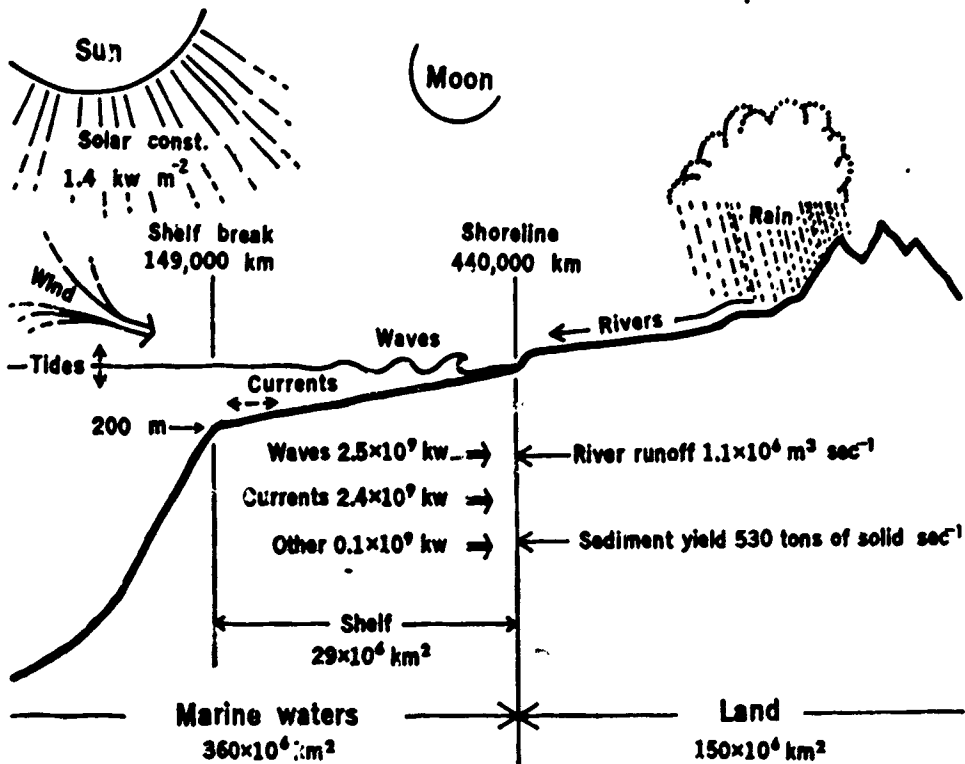 Sun
Moon
Solar const.
1.4 kw m⁻²
Rain
Shelf break
149,000 km
Shoreline
440,000 km
Wind
Rivers
Waves
Tides
Currents
200 m
Waves 2.5×10⁹ kw
River runoff 1.1×10⁶ m³ sec⁻¹
Currents 2.4×10⁹ kw
Other 0.1×10⁹ kw
Sediment yield 530 tons of solid sec⁻¹
Shelf
29×10⁶ km²
Marine waters
360×10⁶ km²
Land
150×10⁶ km²